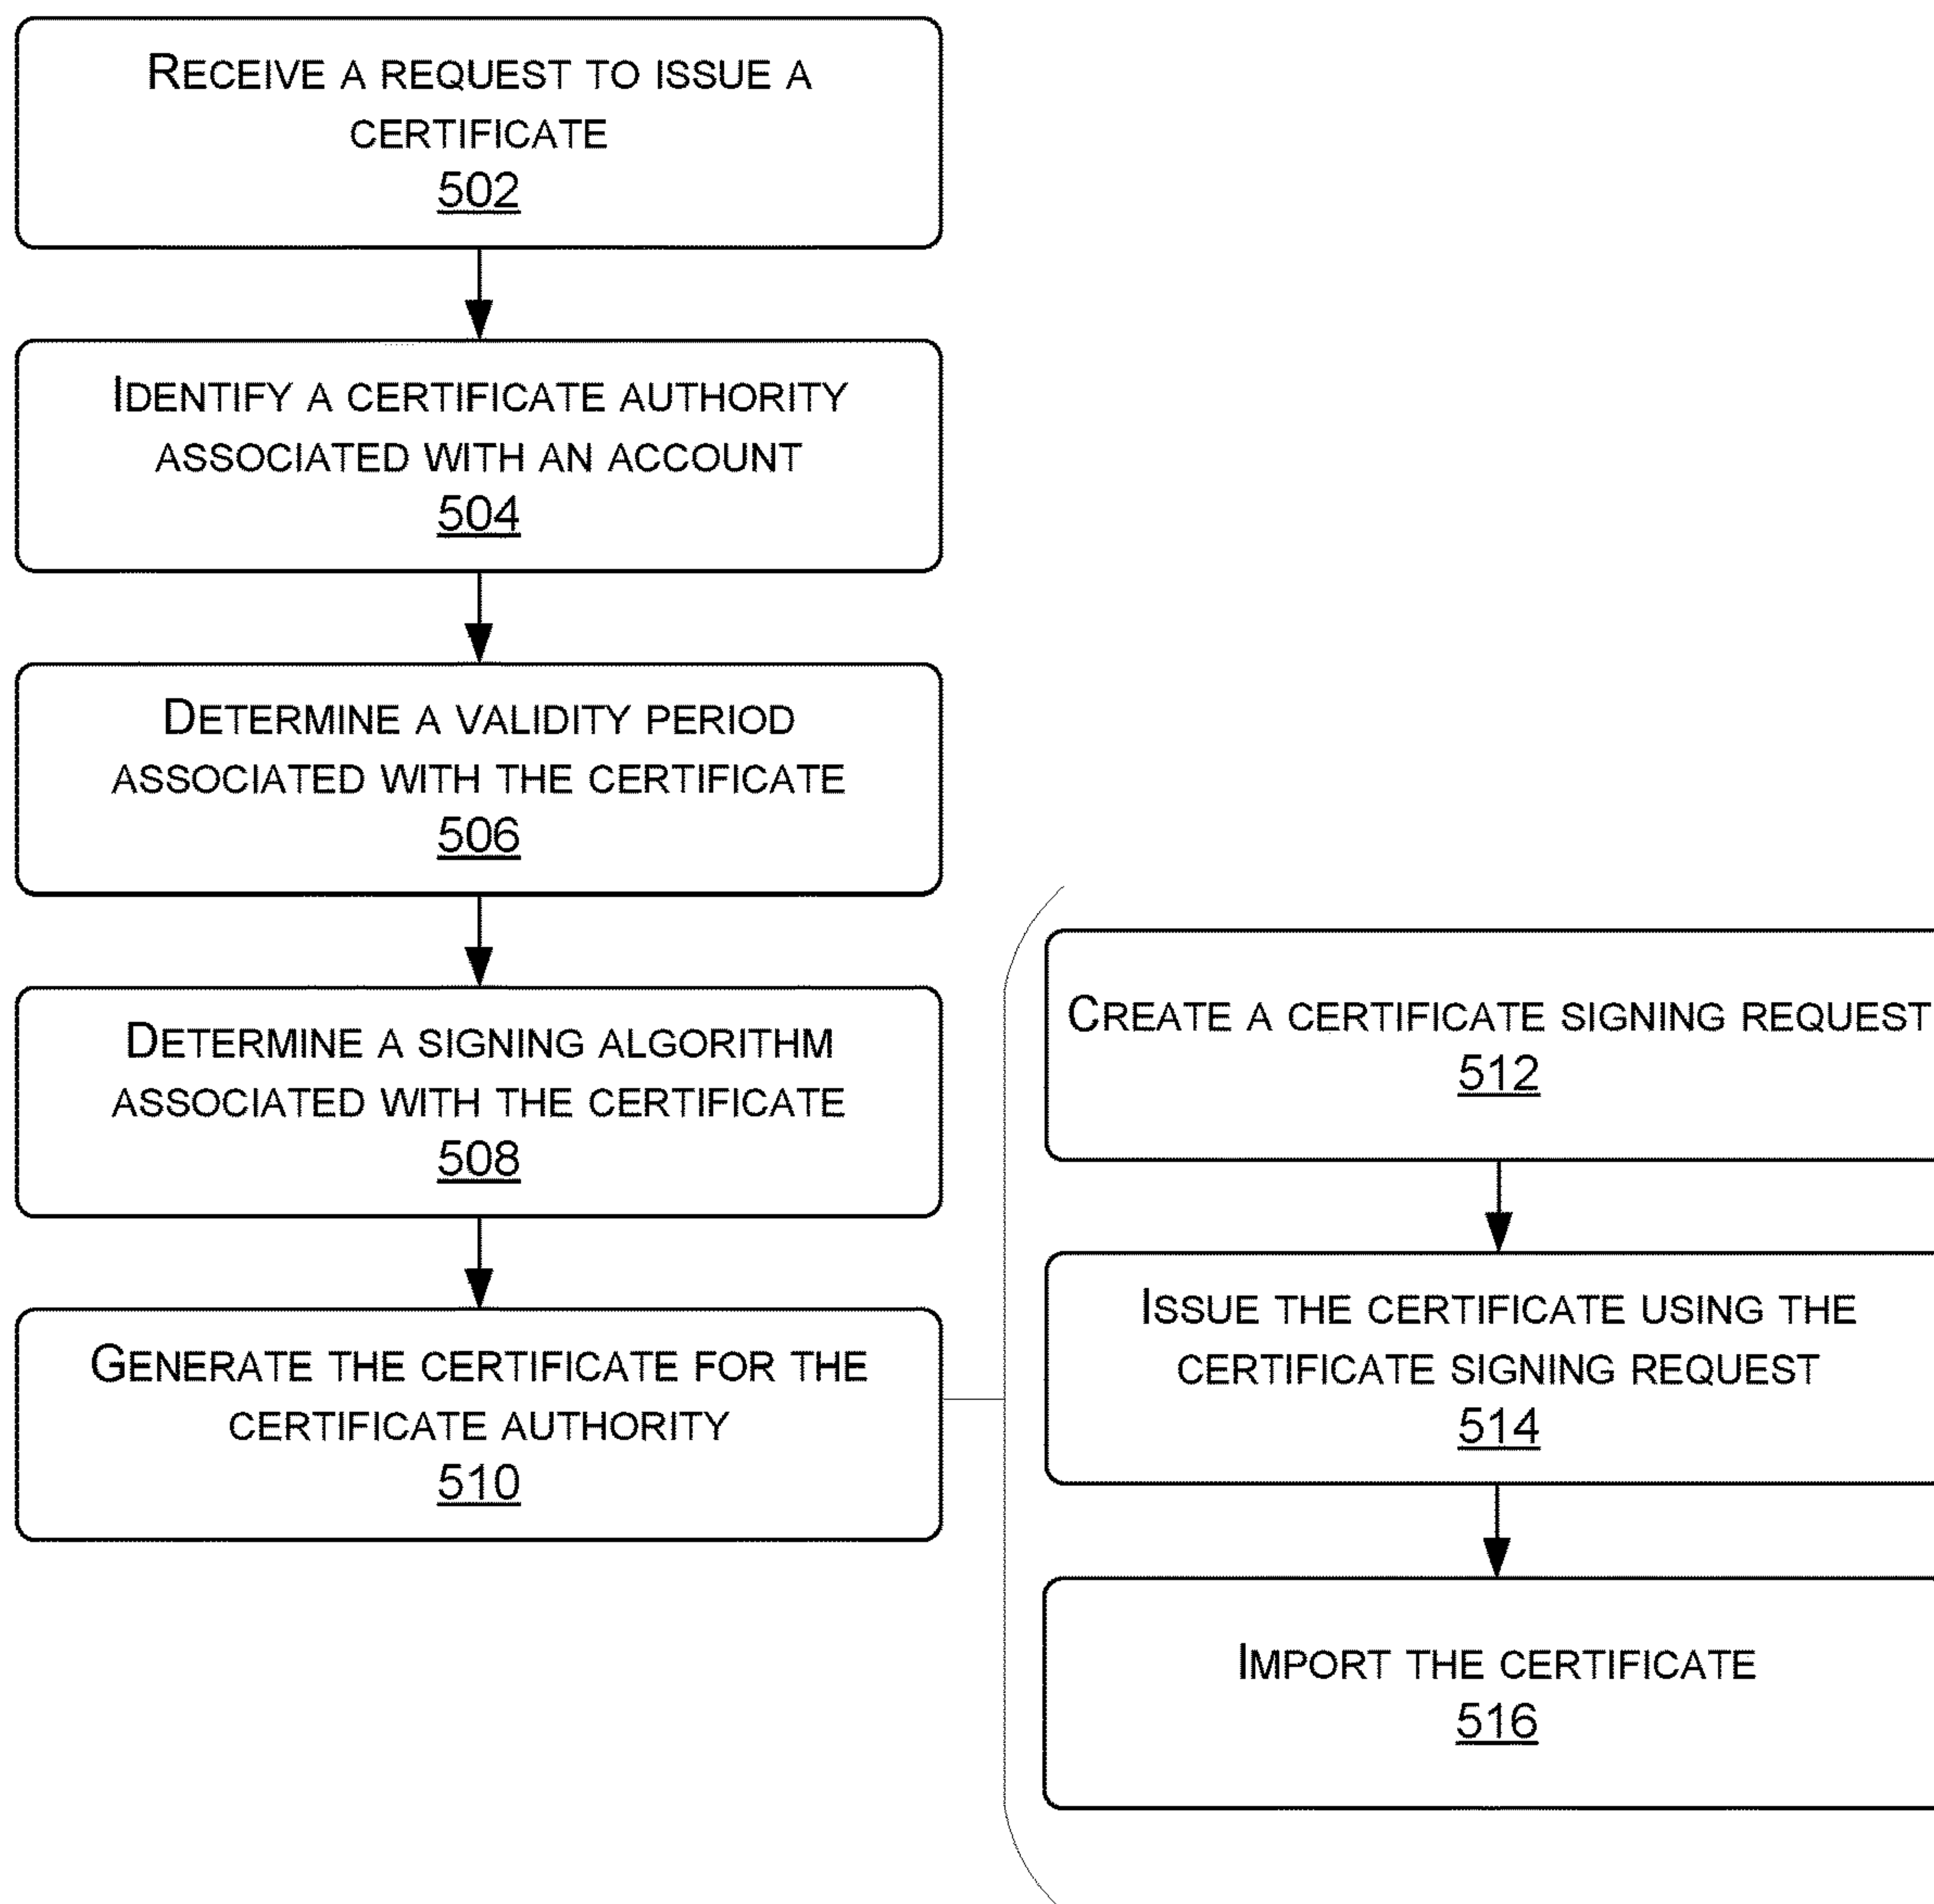 RECEIVE A REQUEST TO ISSUE A
CERTIFICATE
502
IDENTIFY A CERTIFICATE AUTHORITY
ASSOCIATED WITH AN ACCOUNT
504
DETERMINE A VALIDITY PERIOD
ASSOCIATED WITH THE CERTIFICATE
506
DETERMINE A SIGNING ALGORITHM
ASSOCIATED WITH THE CERTIFICATE
508
GENERATE THE CERTIFICATE FOR THE
CERTIFICATE AUTHORITY
510
CREATE A CERTIFICATE SIGNING REQUEST
512
ISSUE THE CERTIFICATE USING THE
CERTIFICATE SIGNING REQUEST
514
IMPORT THE CERTIFICATE
516